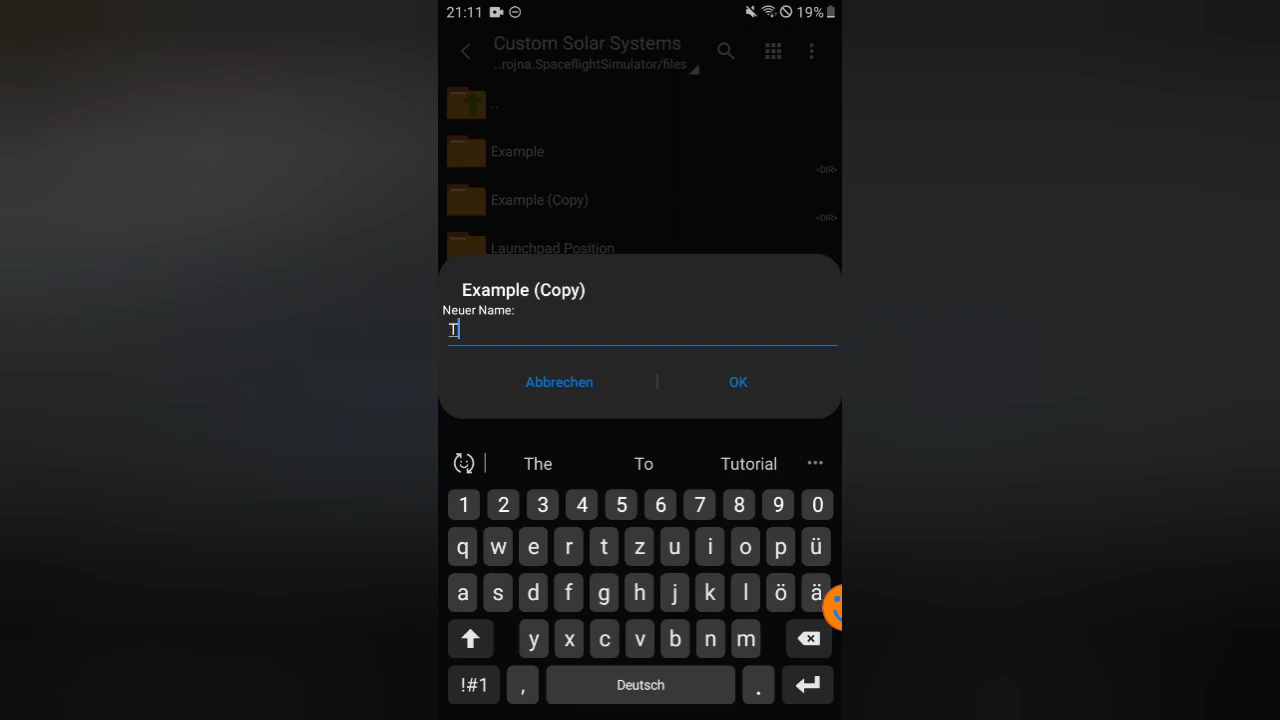 21:11 19%
Custom Solar Systems
...rojna.SpaceflightSimulator/files
..
Example
<DIR>
Example (Copy)
<DIR>
Launchpad Position
Example (Copy)
Neuer Name:
T
Abbrechen OK
The To Tutorial ...
1 2 3 4 5 6 7 8 9 0
q w e r t z u i o p ü
a s d f g h j k l ö ä
y x c v b n m
!#1 , Deutsch .